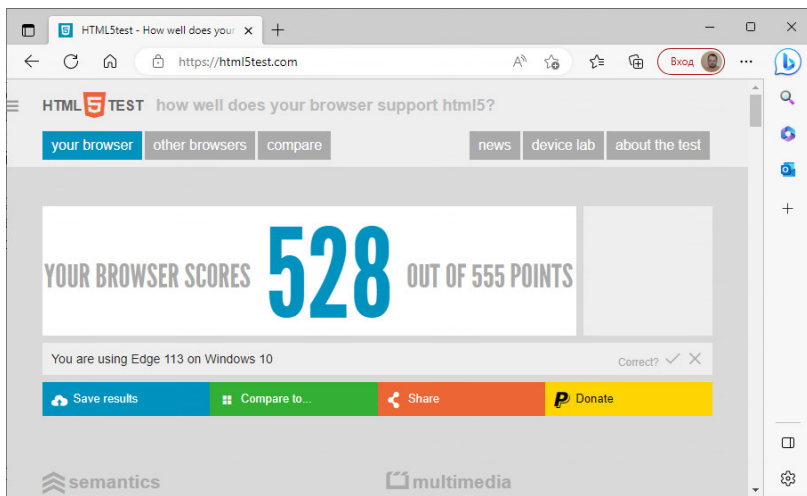 HTML5test - How well does your
https://html5test.com
Вход
HTML 5 TEST how well does your browser support html5?
your browser other browsers compare news device lab about the test
YOUR BROWSER SCORES 528 OUT OF 555 POINTS
You are using Edge 113 on Windows 10 Correct?
Save results Compare to... Share Donate
semantics multimedia